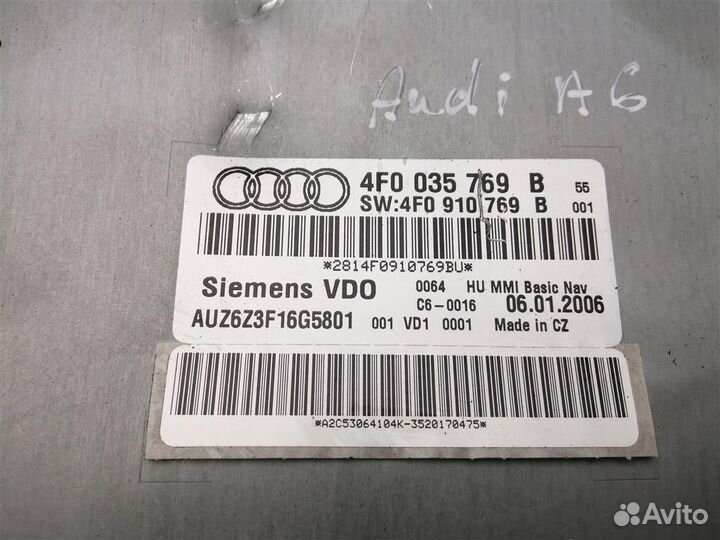 Audi A6
4F0 035 769 B 55
SW:4F0 910 769 B 001
*2814F0910769BU*
Siemens VDO 0064 HU MMI Basic Nav
C6-0016 06.01.2006
AUZ6Z3F16G5801 001 VD1 0001 Made in CZ
*A2C53064104K-3520170475*
Avito